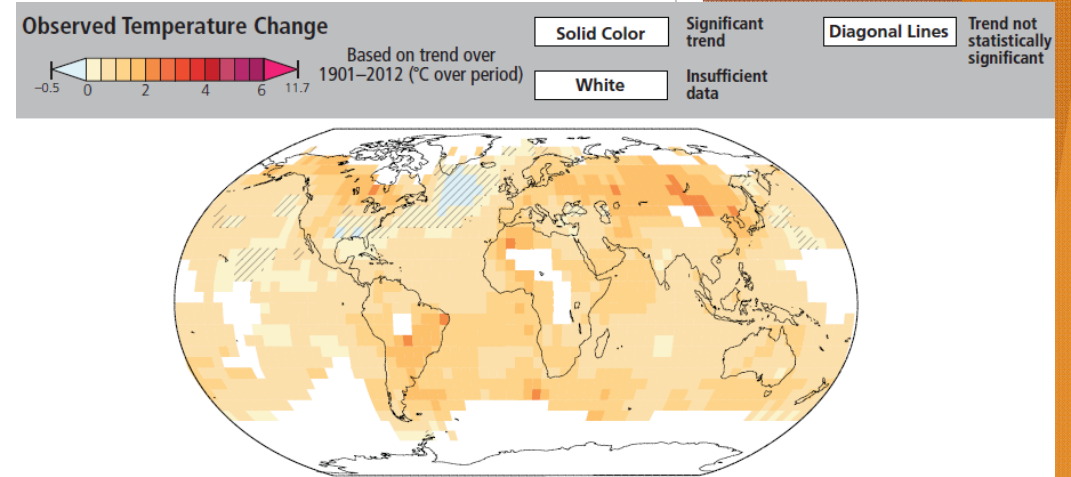 Observed Temperature Change
Based on trend over
1901–2012 (°C over period)
−0.5 0 2 4 6 11.7
Solid Color
Significant
trend
White
Insufficient
data
Diagonal Lines
Trend not
statistically
significant